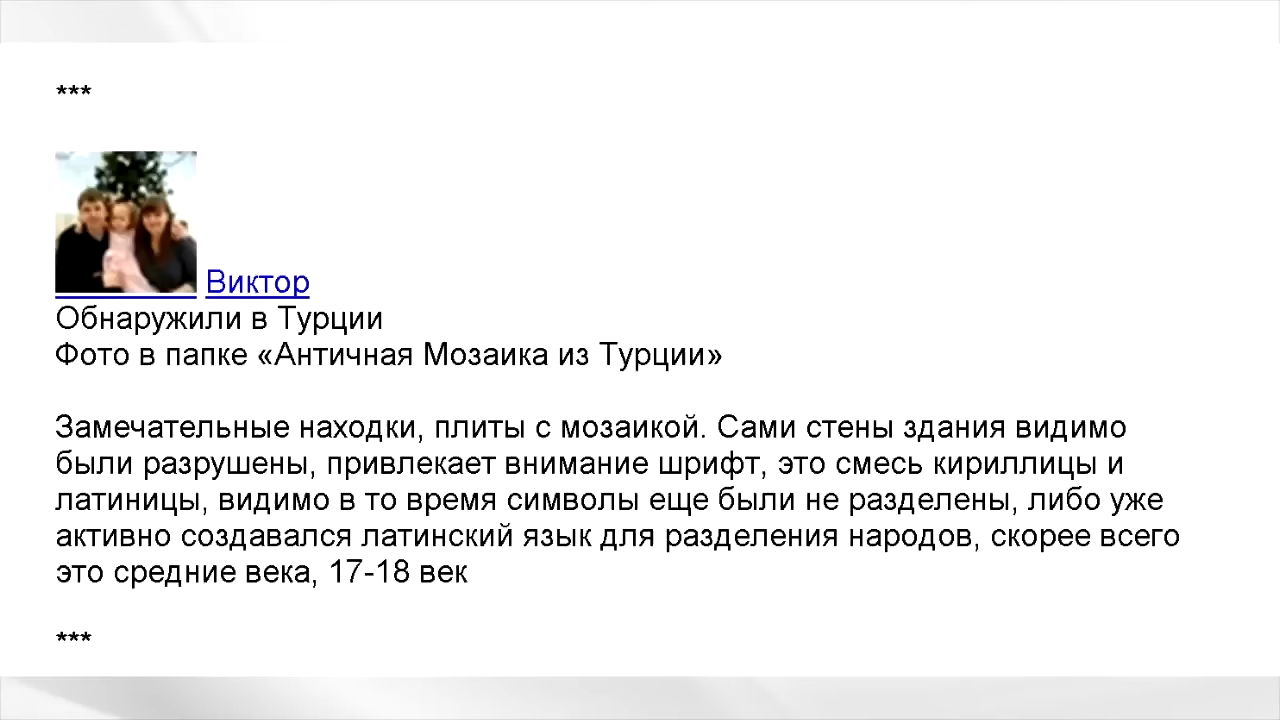 ***
Виктор
Обнаружили в Турции
Фото в папке «Античная Мозаика из Турции»
Замечательные находки, плиты с мозаикой. Сами стены здания видимо
были разрушены, привлекает внимание шрифт, это смесь кириллицы и
латиницы, видимо в то время символы еще были не разделены, либо уже
активно создавался латинский язык для разделения народов, скорее всего
это средние века, 17-18 век
***